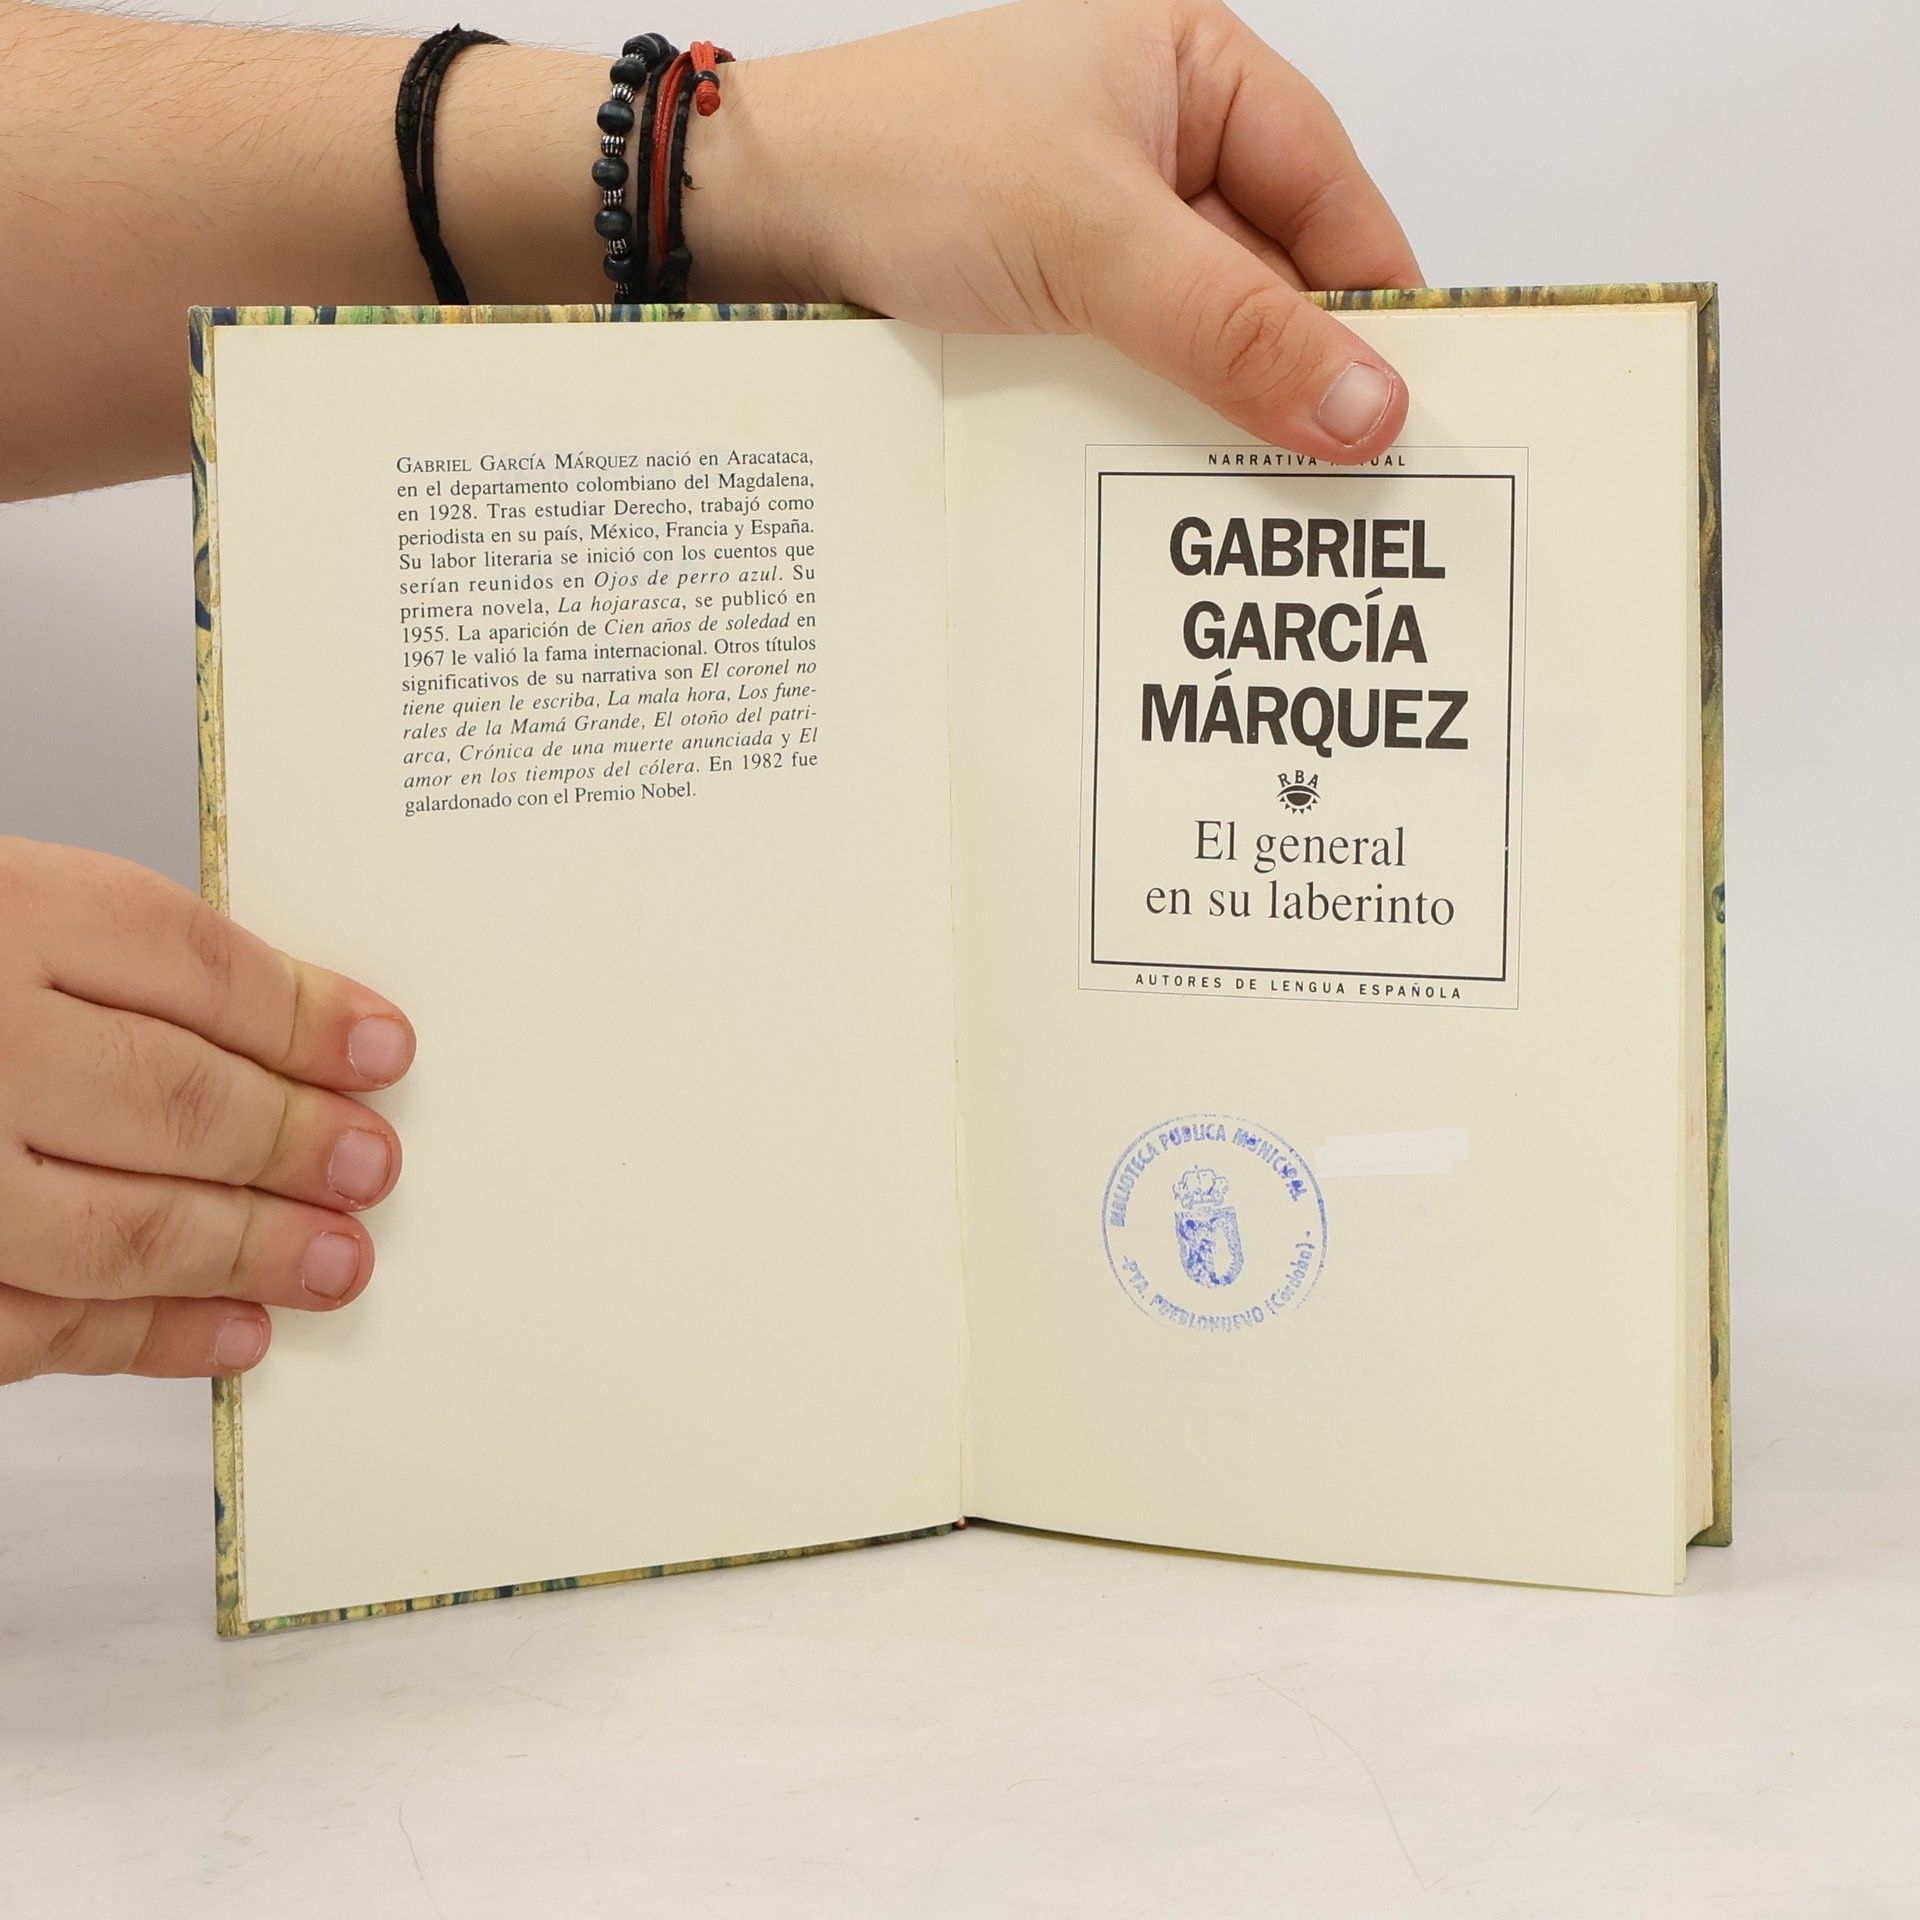 GABRIEL GARCÍA MÁRQUEZ nació en Aracataca,
en el departamento colombiano del Magdalena,
en 1928. Tras estudiar Derecho, trabajó como
periodista en su país, México, Francia y España.
Su labor literaria se inició con los cuentos que
serían reunidos en Ojos de perro azul. Su
primera novela, La hojarasca, se publicó en
1955. La aparición de Cien años de soledad en
1967 le valió la fama internacional. Otros títulos
significativos de su narrativa son El coronel no
tiene quien le escriba, La mala hora, Los fune-
rales de la Mamá Grande, El otoño del patri-
arca, Crónica de una muerte anunciada y El
amor en los tiempos del cólera. En 1982 fue
galardonado con el Premio Nobel.
NARRATIVA
GABRIEL
GARCÍA
MÁRQUEZ
RBA
El general
en su laberinto
AUTORES DE LENGUA ESPAÑOLA
BIBLIOTECA PÚBLICA MUNICIPAL
-PTA. PUEBLONUEVO (Córdoba)-